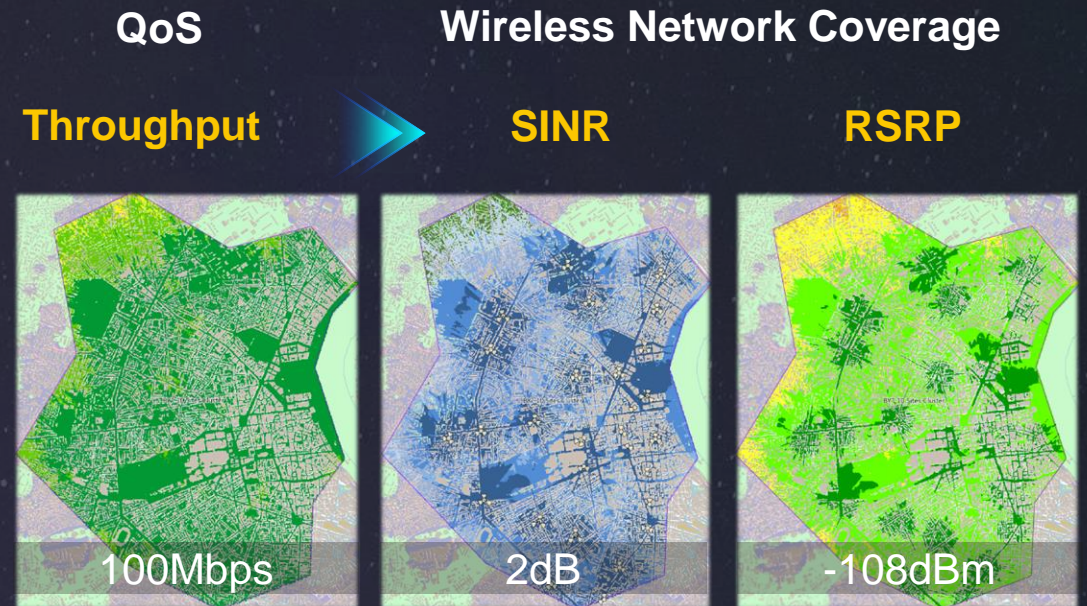 QoS
Wireless Network Coverage
Throughput
SINR
RSRP
100Mbps
2dB
-108dBm